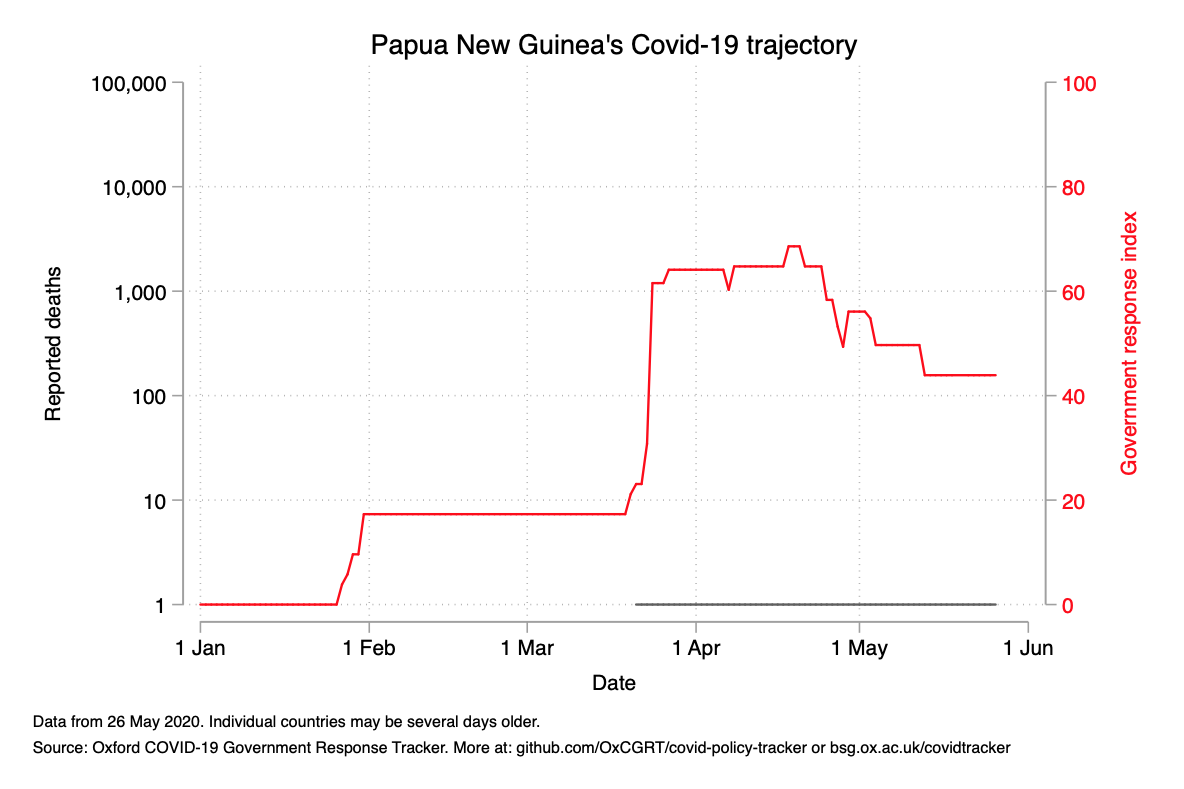 Papua New Guinea's Covid-19 trajectory
100,000
10,000
1,000
100
10
1
Reported deaths
100
80
60
40
20
0
Government response index
1 Jan
1 Feb
1 Mar
1 Apr
1 May
1 Jun
Date
Data from 26 May 2020. Individual countries may be several days older.
Source: Oxford COVID-19 Government Response Tracker. More at: github.com/OxCGRT/covid-policy-tracker or bsg.ox.ac.uk/covidtracker